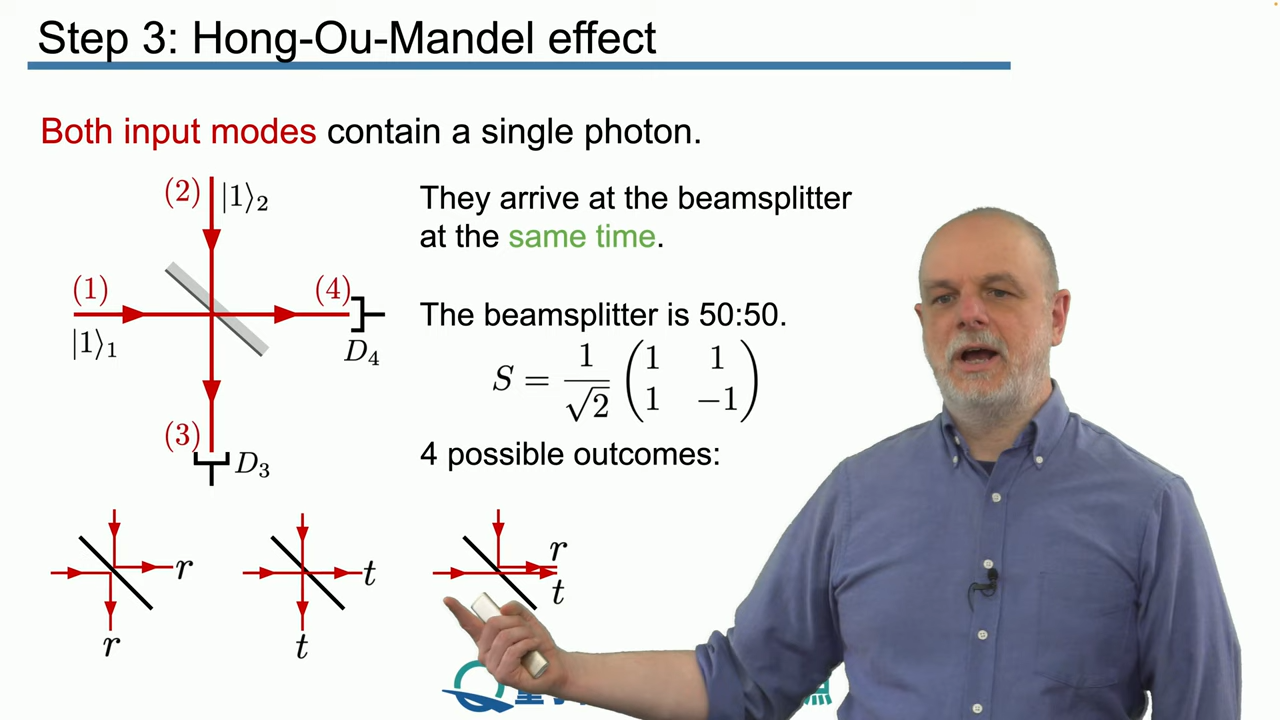 Step 3: Hong-Ou-Mandel effect
Both input modes contain a single photon.
(2) |1⟩₂
(1) (4)
|1⟩₁ D₄
(3) D₃
They arrive at the beamsplitter
at the same time.
The beamsplitter is 50:50.
S = 1/√2 (1 1
1 −1)
4 possible outcomes:
r
r
t
t
r
t